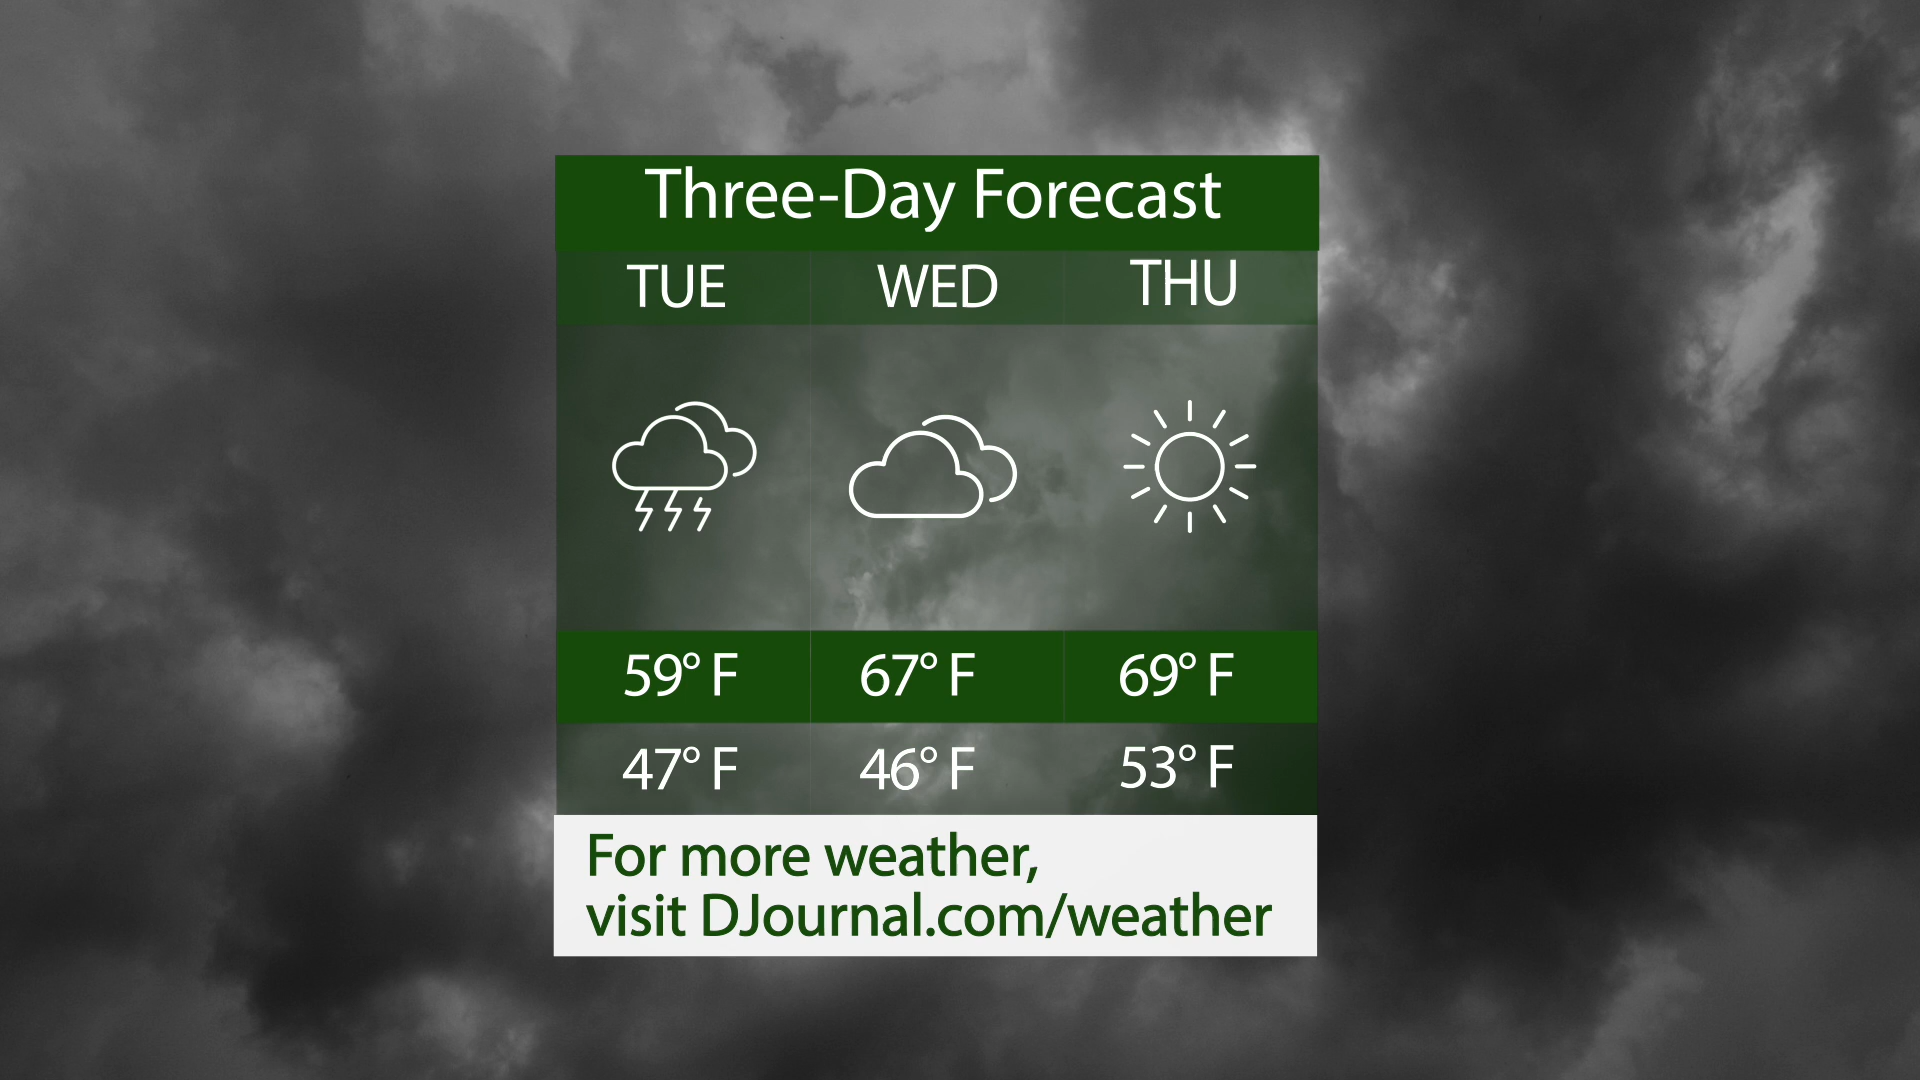 Three-Day Forecast
TUE WED THU
59° F 67° F 69° F
47° F 46° F 53° F
For more weather,
visit DJournal.com/weather